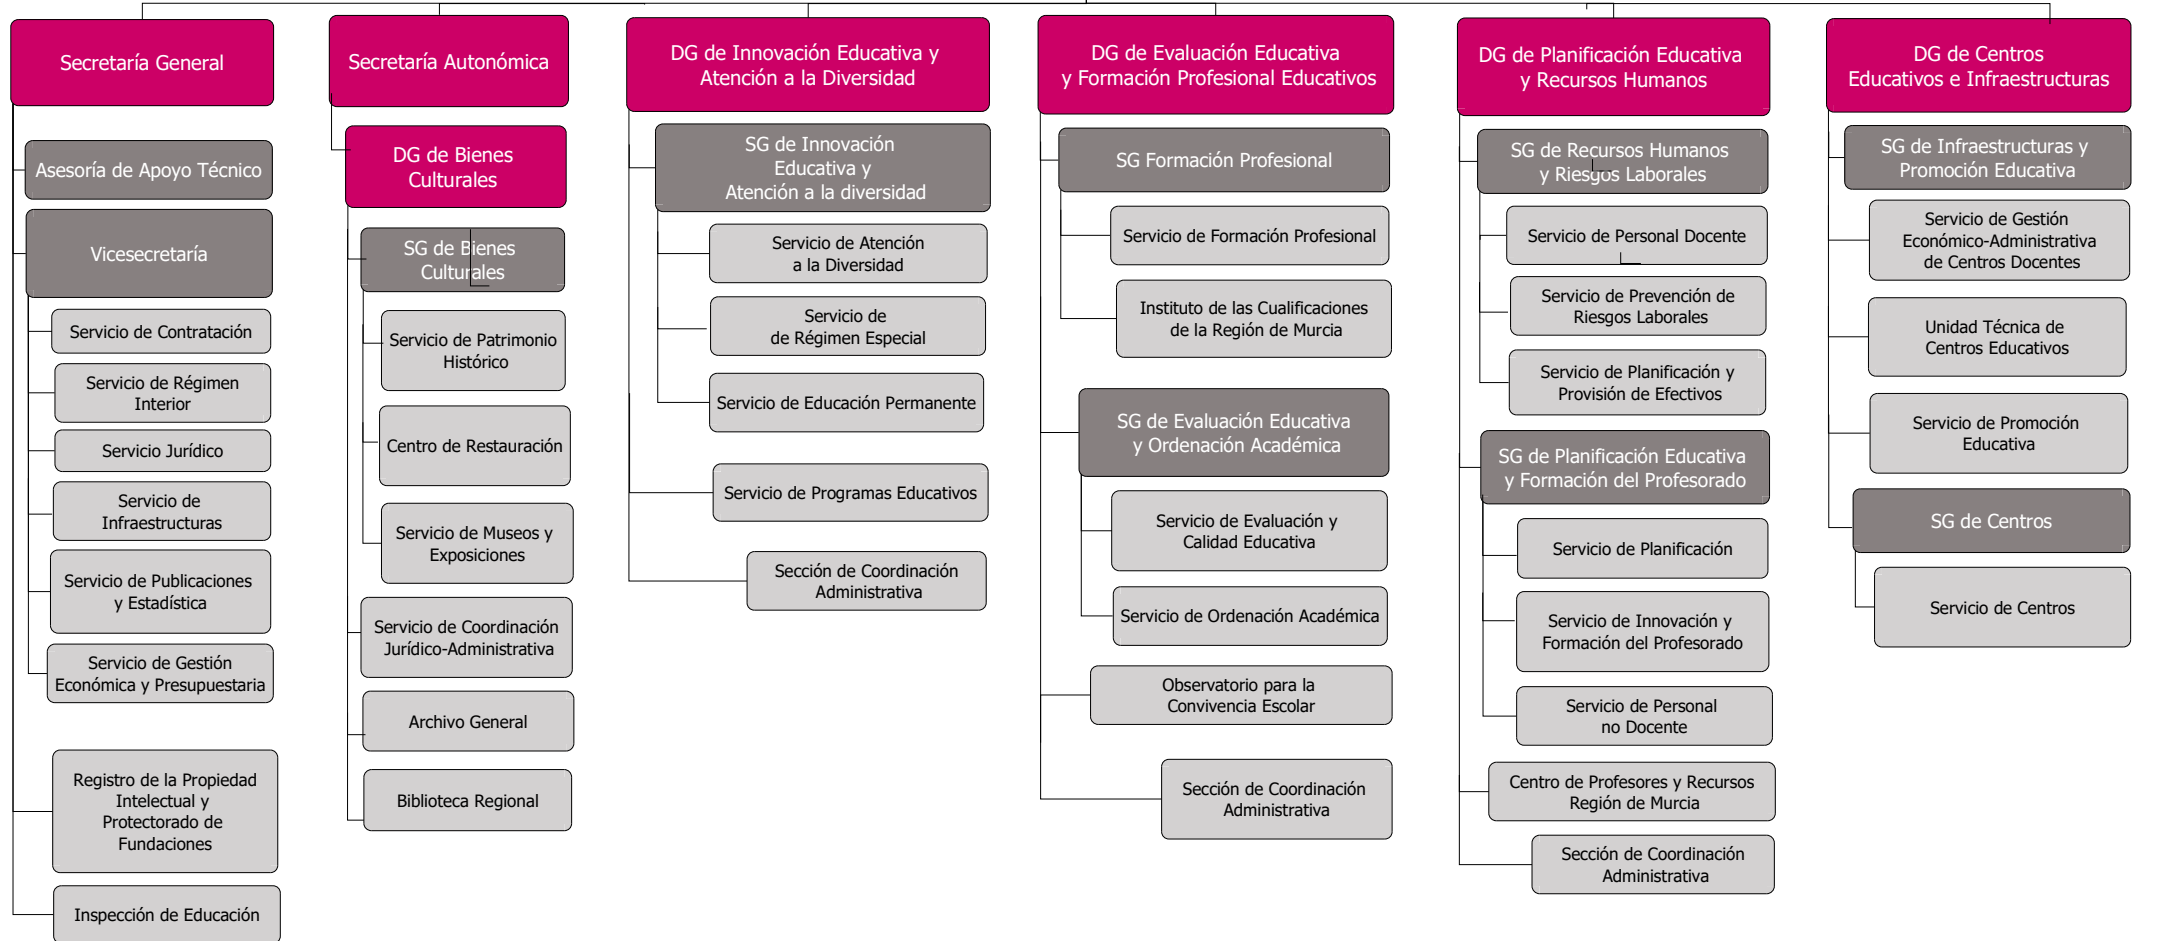 Secretaría General
Asesoría de Apoyo Técnico
Vicesecretaría
Servicio de Contratación
Servicio de Régimen
Interior
Servicio Jurídico
Servicio de
Infraestructuras
Servicio de Publicaciones
y Estadística
Servicio de Gestión
Económica y Presupuestaria
Registro de la Propiedad
Intelectual y
Protectorado de
Fundaciones
Inspección de Educación
Secretaría Autonómica
DG de Bienes
Culturales
SG de Bienes
Culturales
Servicio de Patrimonio
Histórico
Centro de Restauración
Servicio de Museos y
Exposiciones
Servicio de Coordinación
Jurídico-Administrativa
Archivo General
Biblioteca Regional
DG de Innovación Educativa y
Atención a la Diversidad
SG de Innovación
Educativa y
Atención a la diversidad
Servicio de Atención
a la Diversidad
Servicio de
de Régimen Especial
Servicio de Educación Permanente
Servicio de Programas Educativos
Sección de Coordinación
Administrativa
DG de Evaluación Educativa
y Formación Profesional Educativos
SG Formación Profesional
Servicio de Formación Profesional
Instituto de las Cualificaciones
de la Región de Murcia
SG de Evaluación Educativa
y Ordenación Académica
Servicio de Evaluación y
Calidad Educativa
Servicio de Ordenación Académica
Observatorio para la
Convivencia Escolar
Sección de Coordinación
Administrativa
DG de Planificación Educativa
y Recursos Humanos
SG de Recursos Humanos
y Riesgos Laborales
Servicio de Personal Docente
Servicio de Prevención de
Riesgos Laborales
Servicio de Planificación y
Provisión de Efectivos
SG de Planificación Educativa
y Formación del Profesorado
Servicio de Planificación
Servicio de Innovación y
Formación del Profesorado
Servicio de Personal
no Docente
Centro de Profesores y Recursos
Región de Murcia
Sección de Coordinación
Administrativa
DG de Centros
Educativos e Infraestructuras
SG de Infraestructuras y
Promoción Educativa
Servicio de Gestión
Económico-Administrativa
de Centros Docentes
Unidad Técnica de
Centros Educativos
Servicio de Promoción
Educativa
SG de Centros
Servicio de Centros